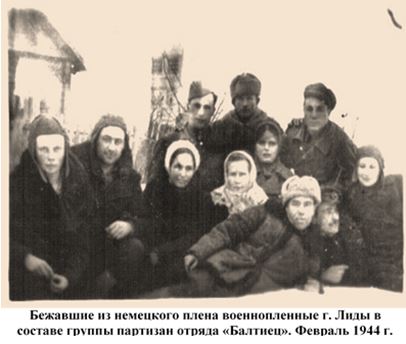 Бежавшие из немецкого плена военнопленные г. Лиды в
составе группы партизан отряда «Балтиец». Февраль 1944 г.